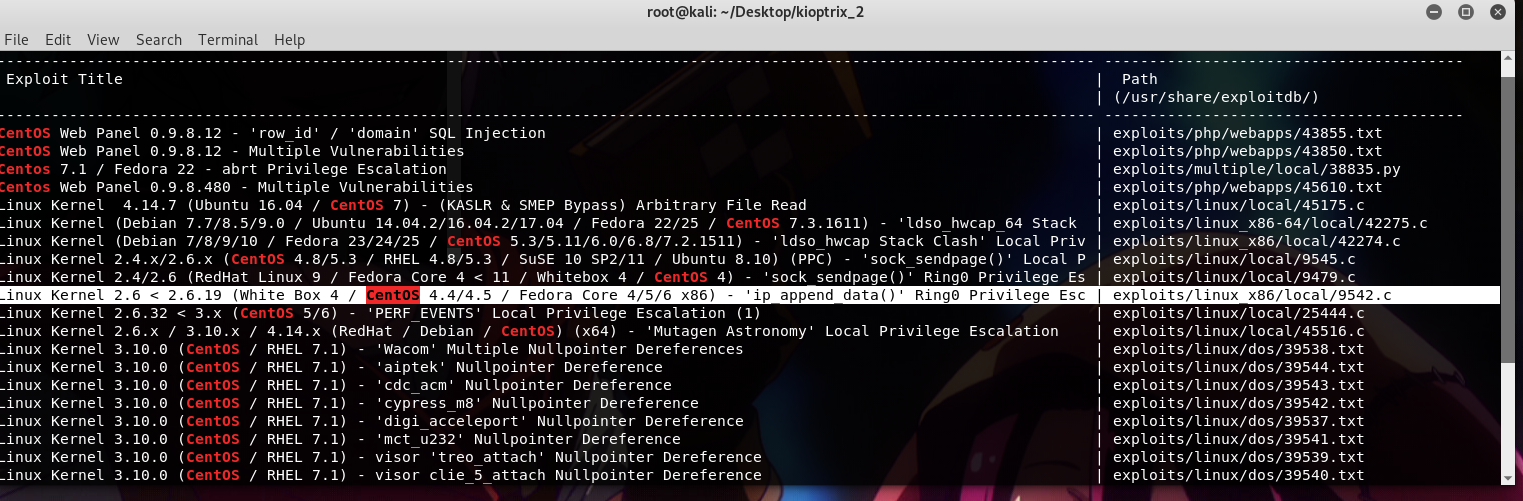 root@kali: ~/Desktop/kioptrix_2
File Edit View Search Terminal Help
---------------------------------------------------------------------------------------------------------------------------- ----------------------------------------
Exploit Title | Path
| (/usr/share/exploitdb/)
---------------------------------------------------------------------------------------------------------------------------- ----------------------------------------
CentOS Web Panel 0.9.8.12 - 'row_id' / 'domain' SQL Injection | exploits/php/webapps/43855.txt
CentOS Web Panel 0.9.8.12 - Multiple Vulnerabilities | exploits/php/webapps/43850.txt
Centos 7.1 / Fedora 22 - abrt Privilege Escalation | exploits/multiple/local/38835.py
CentOS Web Panel 0.9.8.480 - Multiple Vulnerabilities | exploits/php/webapps/45610.txt
Linux Kernel 4.14.7 (Ubuntu 16.04 / CentOS 7) - (KASLR & SMEP Bypass) Arbitrary File Read | exploits/linux/local/45175.c
Linux Kernel (Debian 7.7/8.5/9.0 / Ubuntu 14.04.2/16.04.2/17.04 / Fedora 22/25 / CentOS 7.3.1611) - 'ldso_hwcap_64 Stack | exploits/linux_x86-64/local/42275.c
Linux Kernel (Debian 7/8/9/10 / Fedora 23/24/25 / CentOS 5.3/5.11/6.0/6.8/7.2.1511) - 'ldso_hwcap Stack Clash' Local Priv | exploits/linux_x86/local/42274.c
Linux Kernel 2.4.x/2.6.x (CentOS 4.8/5.3 / RHEL 4.8/5.3 / SuSE 10 SP2/11 / Ubuntu 8.10) (PPC) - 'sock_sendpage()' Local P | exploits/linux/local/9545.c
Linux Kernel 2.4/2.6 (RedHat Linux 9 / Fedora Core 4 < 11 / Whitebox 4 / CentOS 4) - 'sock_sendpage()' Ring0 Privilege Es | exploits/linux/local/9479.c
Linux Kernel 2.6 < 2.6.19 (White Box 4 / CentOS 4.4/4.5 / Fedora Core 4/5/6 x86) - 'ip_append_data()' Ring0 Privilege Esc | exploits/linux_x86/local/9542.c
Linux Kernel 2.6.32 < 3.x (CentOS 5/6) - 'PERF_EVENTS' Local Privilege Escalation (1) | exploits/linux/local/25444.c
Linux Kernel 2.6.x / 3.10.x / 4.14.x (RedHat / Debian / CentOS) (x64) - 'Mutagen Astronomy' Local Privilege Escalation | exploits/linux/local/45516.c
Linux Kernel 3.10.0 (CentOS / RHEL 7.1) - 'Wacom' Multiple Nullpointer Dereferences | exploits/linux/dos/39538.txt
Linux Kernel 3.10.0 (CentOS / RHEL 7.1) - 'aiptek' Nullpointer Dereference | exploits/linux/dos/39544.txt
Linux Kernel 3.10.0 (CentOS / RHEL 7.1) - 'cdc_acm' Nullpointer Dereference | exploits/linux/dos/39543.txt
Linux Kernel 3.10.0 (CentOS / RHEL 7.1) - 'cypress_m8' Nullpointer Dereference | exploits/linux/dos/39542.txt
Linux Kernel 3.10.0 (CentOS / RHEL 7.1) - 'digi_acceleport' Nullpointer Dereference | exploits/linux/dos/39537.txt
Linux Kernel 3.10.0 (CentOS / RHEL 7.1) - 'mct_u232' Nullpointer Dereference | exploits/linux/dos/39541.txt
Linux Kernel 3.10.0 (CentOS / RHEL 7.1) - visor 'treo_attach' Nullpointer Dereference | exploits/linux/dos/39539.txt
Linux Kernel 3.10.0 (CentOS / RHEL 7.1) - visor clie_5_attach Nullpointer Dereference | exploits/linux/dos/39540.txt